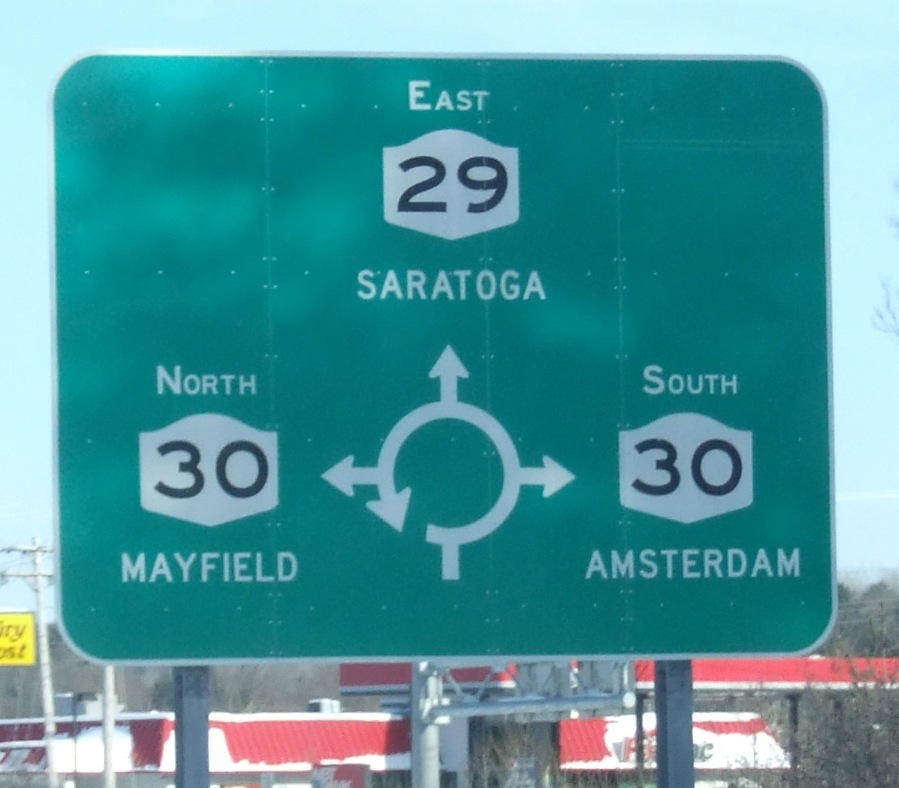 EAST
29
SARATOGA
NORTH
30
MAYFIELD
SOUTH
30
AMSTERDAM